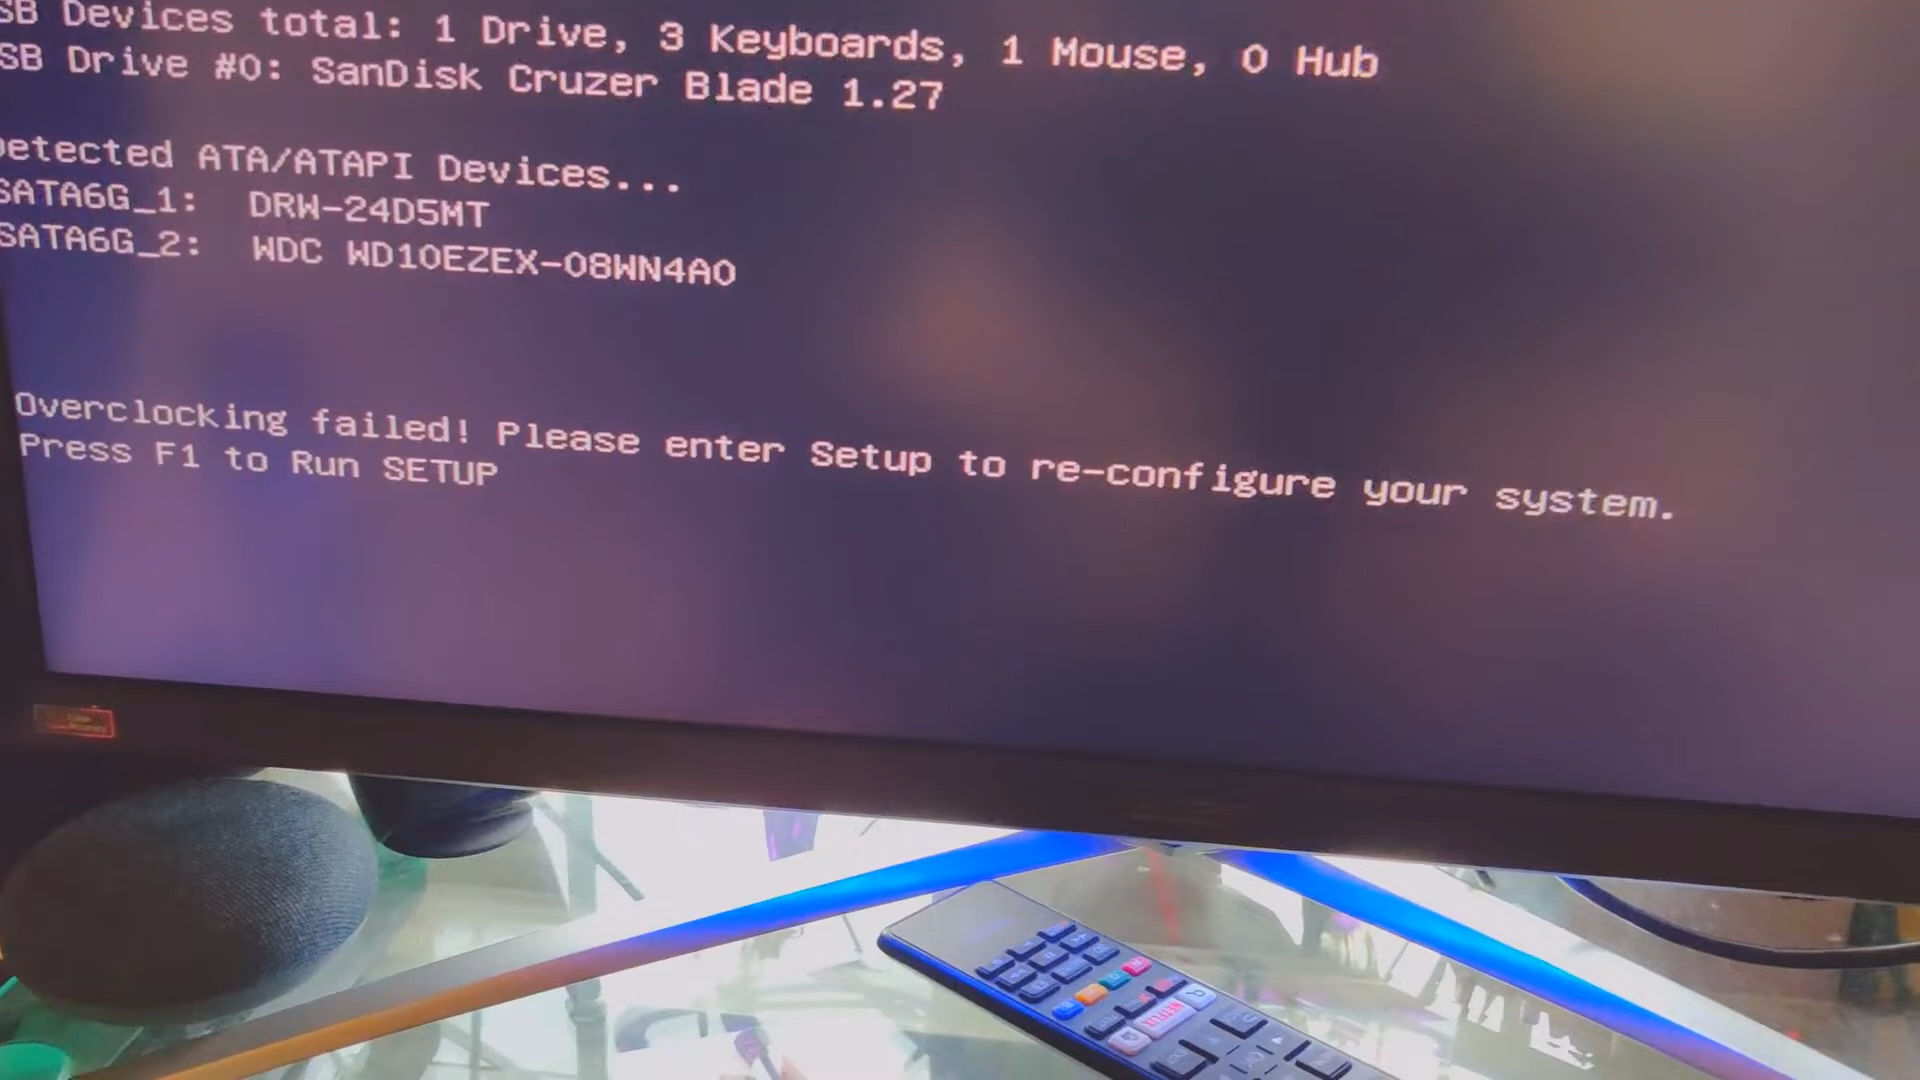 SB Devices total: 1 Drive, 3 Keyboards, 1 Mouse, 0 Hub
SB Drive #0: SanDisk Cruzer Blade 1.27
Detected ATA/ATAPI Devices...
SATA6G_1: DRW-24D5MT
SATA6G_2: WDC WD10EZEX-08WN4A0
Overclocking failed! Please enter Setup to re-configure your system.
Press F1 to Run SETUP
NETFLIX